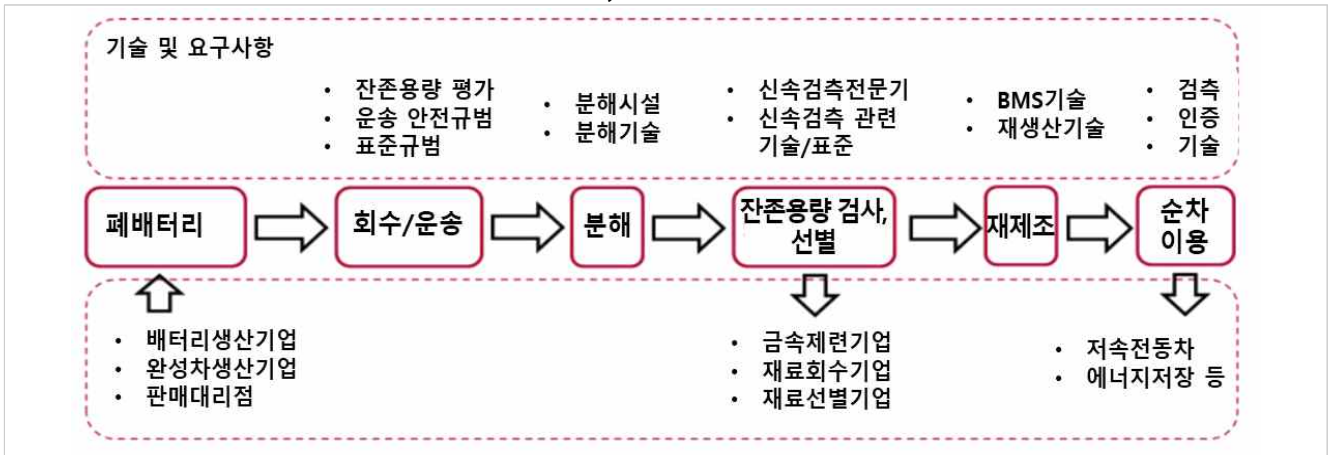 기술 및 요구사항
• 잔존용량 평가
• 운송 안전규범
• 표준규범
• 분해시설
• 분해기술
• 신속검측전문기
• 신속검측 관련
기술/표준
• BMS기술
• 재생산기술
• 검측
• 인증
• 기술
폐배터리
회수/운송
분해
잔존용량 검사,
선별
재제조
순차
이용
• 배터리생산기업
• 완성차생산기업
• 판매대리점
• 금속제련기업
• 재료회수기업
• 재료선별기업
• 저속전동차
• 에너지저장 등